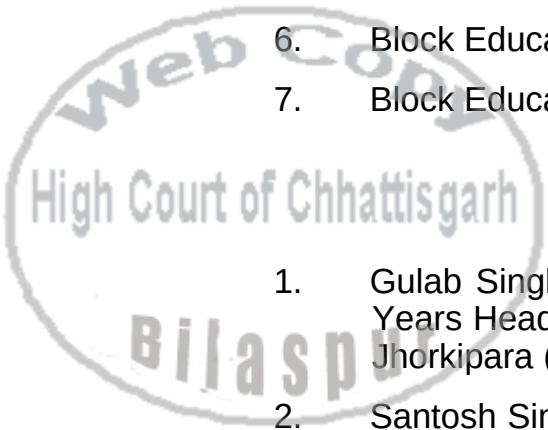 6. Block Educa
7. Block Educa
Web Copy
High Court of Chhattisgarh
Bilaspur
1. Gulab Singh
Years Head
Jhorkipara (
2. Santosh Sin